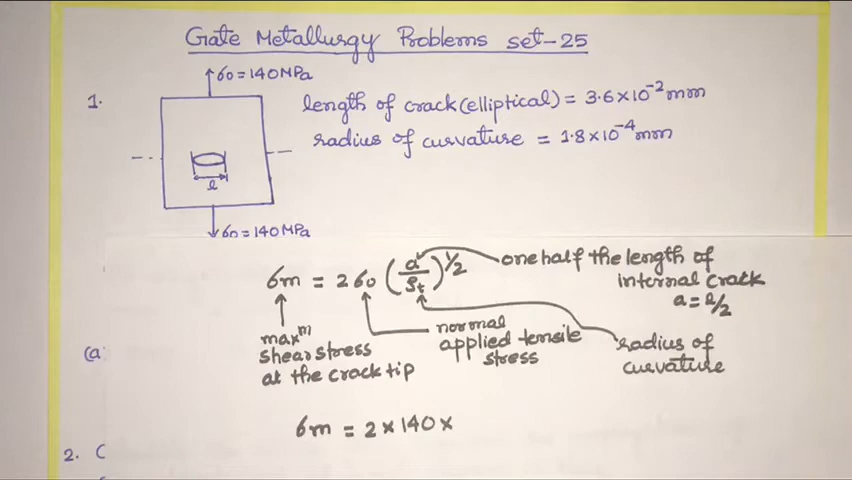 Gate Metallurgy Problems set-25
1.
σ0 = 140 MPa
length of crack (elliptical) = 3.6 × 10⁻² mm
radius of curvature = 1.8 × 10⁻⁴ mm
l
σ0 = 140 MPa
σm = 2σ0 (a/ρt)^1/2
one half the length of
internal crack
a = l/2
maxᵐ
shear stress
at the crack tip
normal
applied tensile
stress
radius of
curvature
(a
σm = 2 × 140 ×
2. C